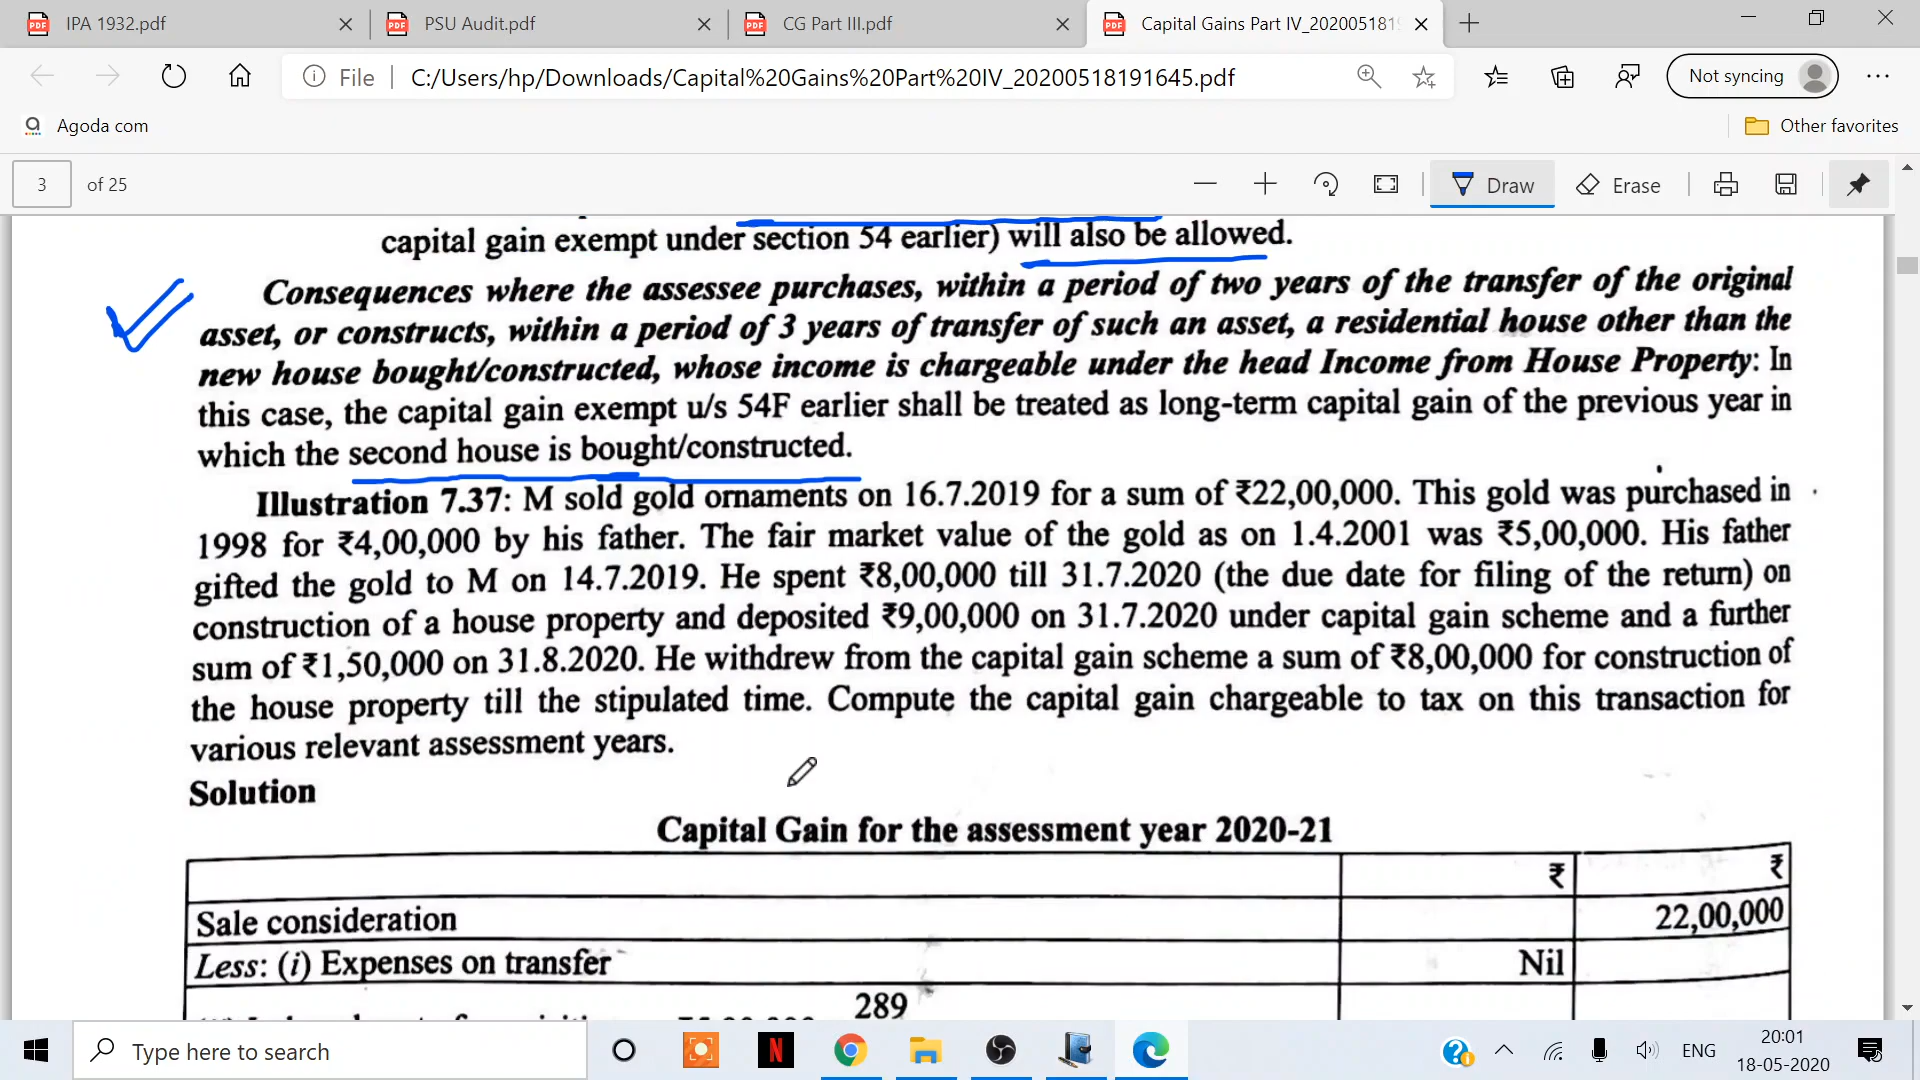 IPA 1932.pdf
PSU Audit.pdf
CG Part III.pdf
Capital Gains Part IV_202005181
File
C:/Users/hp/Downloads/Capital%20Gains%20Part%20IV_20200518191645.pdf
Not syncing
Agoda com
Other favorites
3 of 25
Draw
Erase
capital gain exempt under section 54 earlier) will also be allowed.
Consequences where the assessee purchases, within a period of two years of the transfer of the original
asset, or constructs, within a period of 3 years of transfer of such an asset, a residential house other than the
new house bought/constructed, whose income is chargeable under the head Income from House Property: In
this case, the capital gain exempt u/s 54F earlier shall be treated as long-term capital gain of the previous year in
which the second house is bought/constructed.
Illustration 7.37: M sold gold ornaments on 16.7.2019 for a sum of ₹22,00,000. This gold was purchased in
1998 for ₹4,00,000 by his father. The fair market value of the gold as on 1.4.2001 was ₹5,00,000. His father
gifted the gold to M on 14.7.2019. He spent ₹8,00,000 till 31.7.2020 (the due date for filing of the return) on
construction of a house property and deposited ₹9,00,000 on 31.7.2020 under capital gain scheme and a further
sum of ₹1,50,000 on 31.8.2020. He withdrew from the capital gain scheme a sum of ₹8,00,000 for construction of
the house property till the stipulated time. Compute the capital gain chargeable to tax on this transaction for
various relevant assessment years.
Solution
Capital Gain for the assessment year 2020-21
₹ ₹
Sale consideration 22,00,000
Less: (i) Expenses on transfer Nil
289
Type here to search
ENG
20:01
18-05-2020